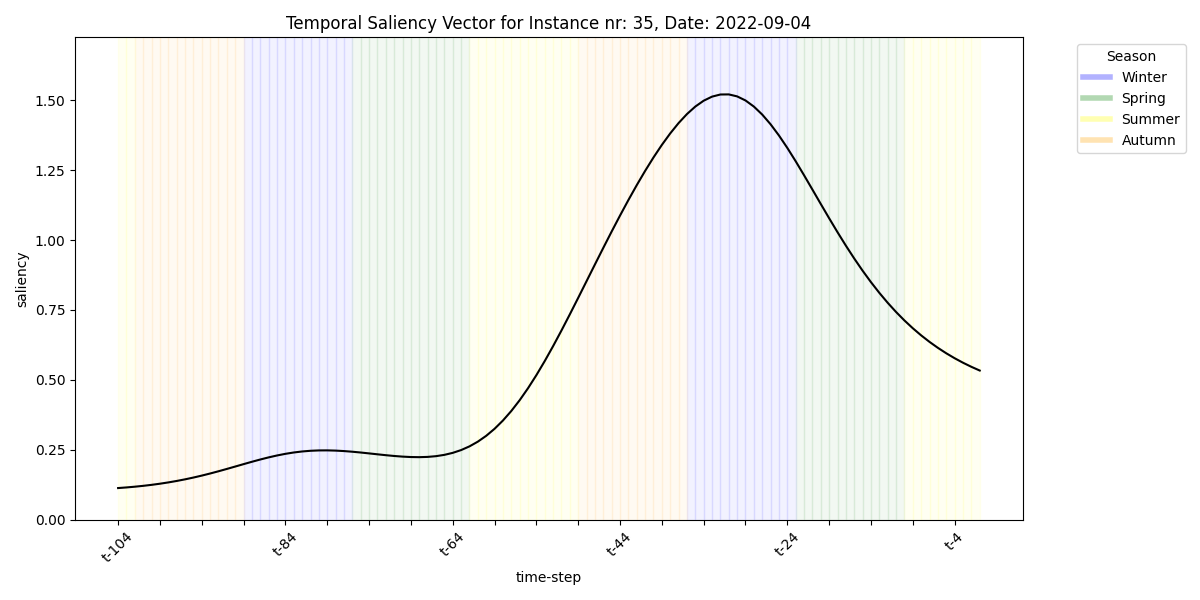 Temporal Saliency Vector for Instance nr: 35, Date: 2022-09-04
Season
Winter
Spring
Summer
Autumn
saliency
1.50
1.25
1.00
0.75
0.50
0.25
0.00
t-104
t-84
t-64
t-44
t-24
t-4
time-step